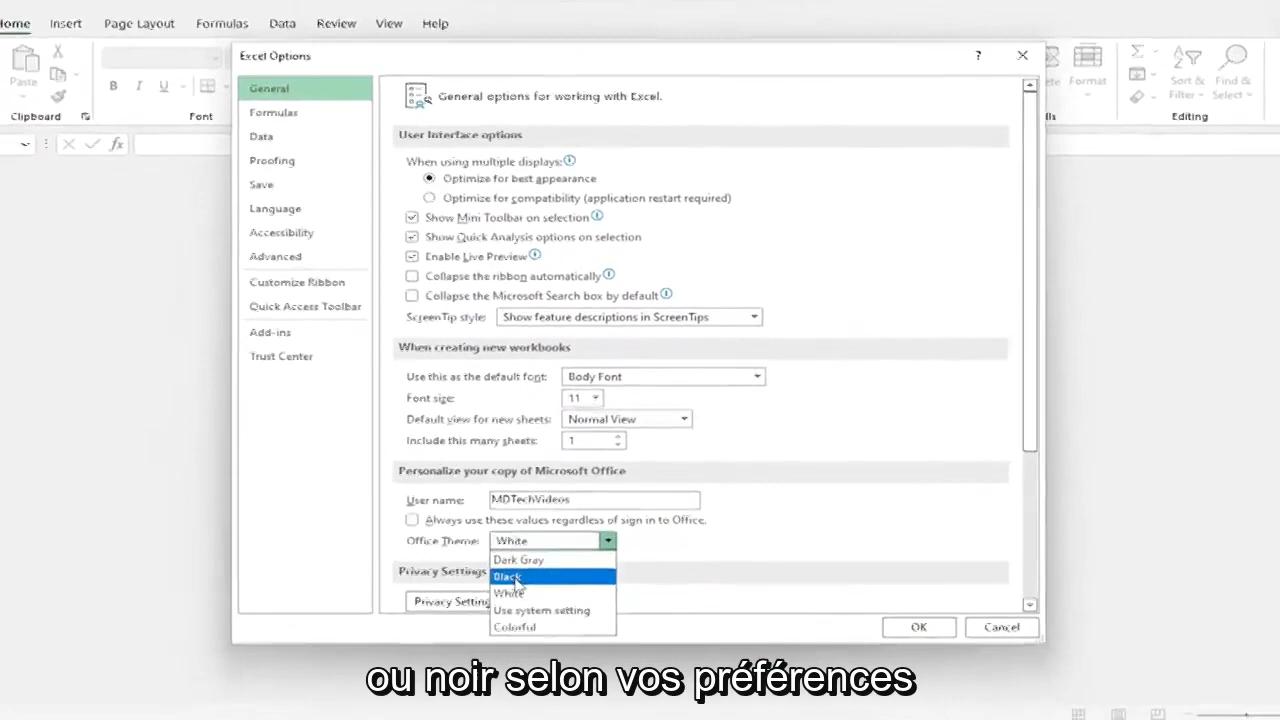 Home Insert Page Layout Formulas Data Review View Help
Paste
B I U
Format
Sort & Filter
Find & Select
Clipboard Font Editing
fx
Excel Options ?
General
Formulas
Data
Proofing
Save
Language
Accessibility
Advanced
Customize Ribbon
Quick Access Toolbar
Add-ins
Trust Center
General options for working with Excel.
User Interface options
When using multiple displays:
Optimize for best appearance
Optimize for compatibility (application restart required)
Show Mini Toolbar on selection
Show Quick Analysis options on selection
Enable Live Preview
Collapse the ribbon automatically
Collapse the Microsoft Search box by default
ScreenTip style: Show feature descriptions in ScreenTips
When creating new workbooks
Use this as the default font: Body Font
Font size: 11
Default view for new sheets: Normal View
Include this many sheets: 1
Personalize your copy of Microsoft Office
User name: MDTechVideos
Always use these values regardless of sign in to Office.
Office Theme: White
Dark Gray
Privacy Settings Black
White
Privacy Setting Use system setting
Colorful
OK Cancel
ou noir selon vos préférences